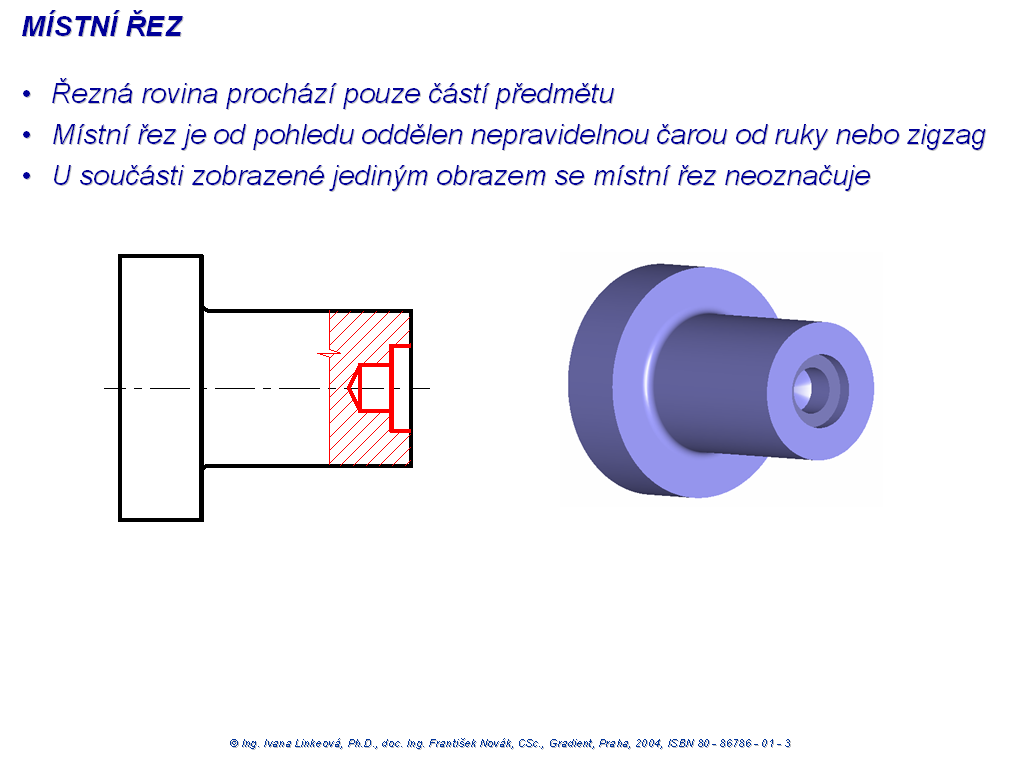 MÍSTNÍ ŘEZ
• Řezná rovina prochází pouze částí předmětu
• Místní řez je od pohledu oddělen nepravidelnou čarou od ruky nebo zigzag
• U součásti zobrazené jediným obrazem se místní řez neoznačuje
© Ing. Ivana Linkeová, Ph.D., doc. Ing. František Novák, CSc., Gradient, Praha, 2004, ISBN 80 - 86786 - 01 - 3